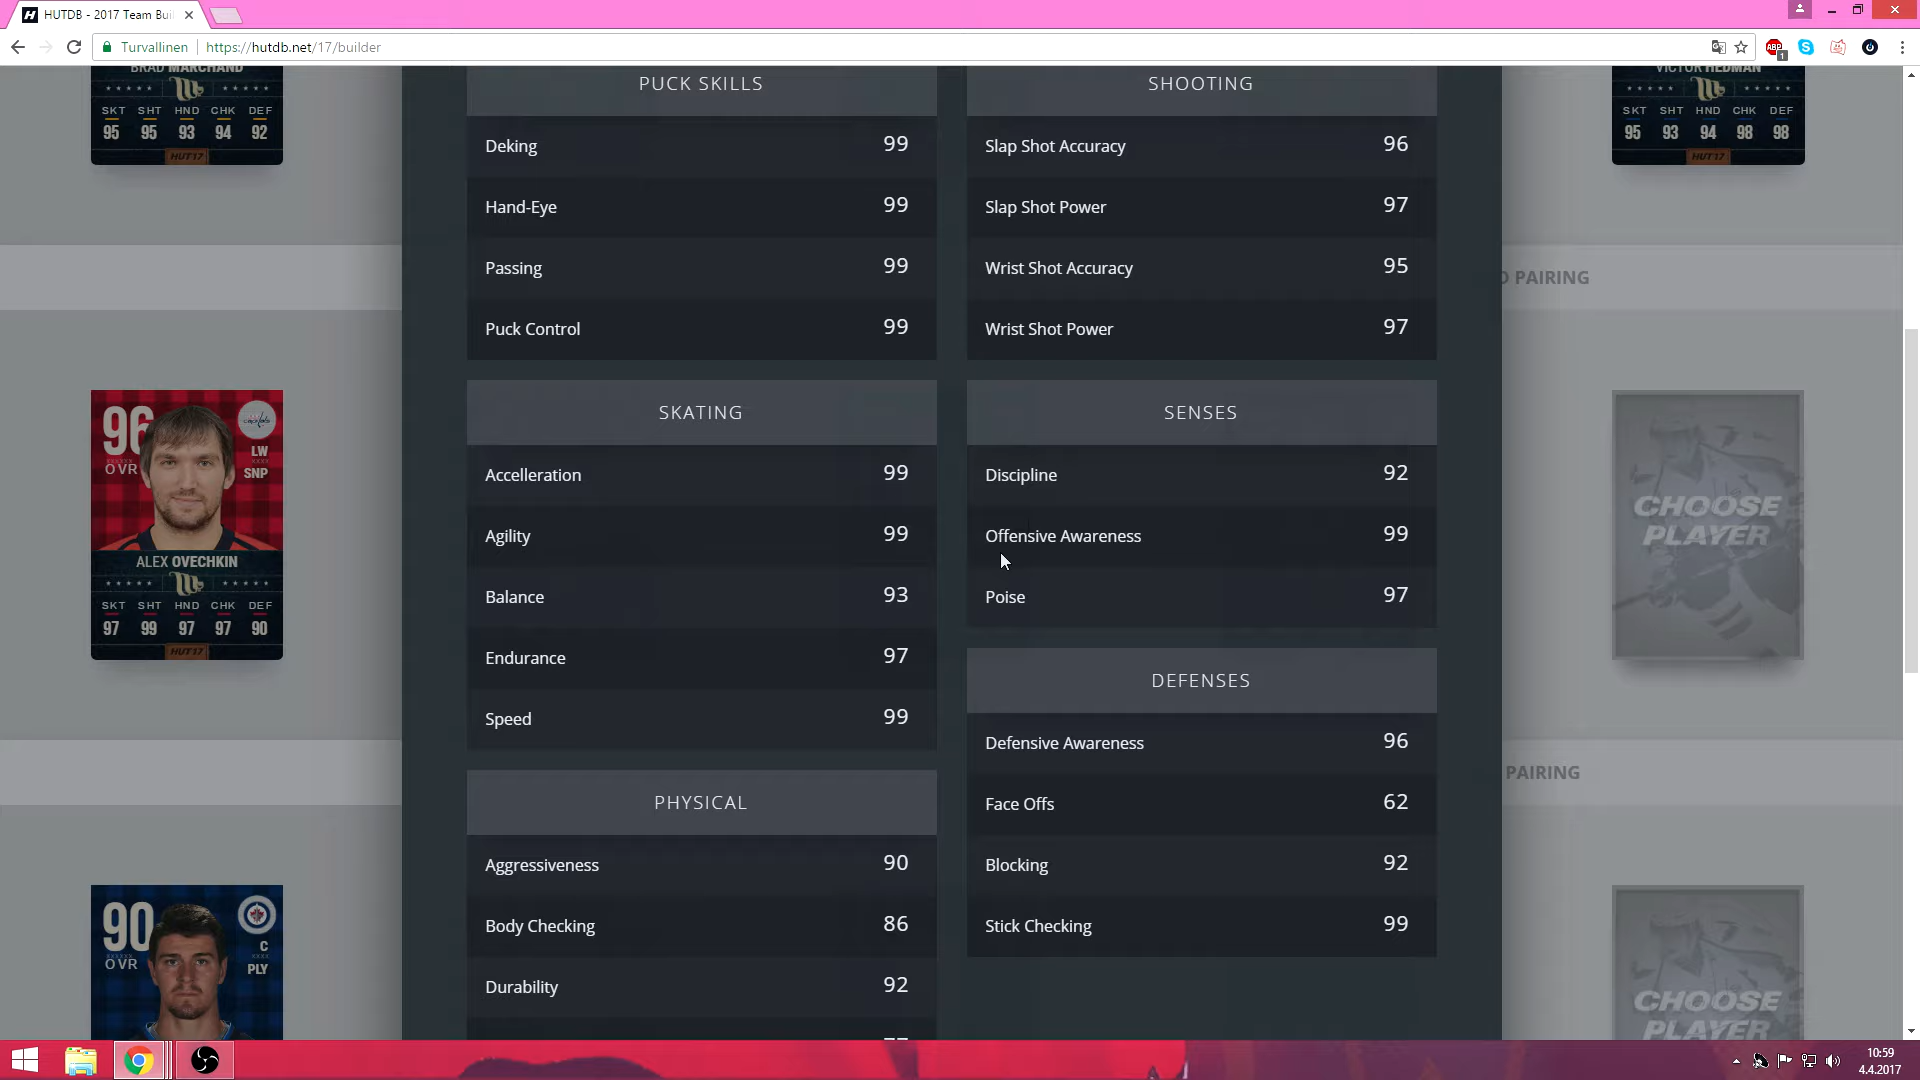 HUTDB - 2017 Team Bui
Turvallinen
https://hutdb.net/17/builder
ABP
1
BRAD MARCHAND
SKT SHT HND CHK DEF
95 95 93 94 92
HUT17
PUCK SKILLS
Deking 99
Hand-Eye 99
Passing 99
Puck Control 99
SHOOTING
Slap Shot Accuracy 96
Slap Shot Power 97
Wrist Shot Accuracy 95
Wrist Shot Power 97
VICTOR HEDMAN
SKT SHT HND CHK DEF
95 93 94 98 98
HUT17
D PAIRING
96
OVR
LW
SNP
ALEX OVECHKIN
SKT SHT HND CHK DEF
97 99 97 97 90
HUT17
SKATING
Accelleration 99
Agility 99
Balance 93
Endurance 97
Speed 99
SENSES
Discipline 92
Offensive Awareness 99
Poise 97
CHOOSE
PLAYER
DEFENSES
Defensive Awareness 96
Face Offs 62
Blocking 92
Stick Checking 99
PAIRING
PHYSICAL
Aggressiveness 90
Body Checking 86
Durability 92
90
OVR
C
PLY
CHOOSE
PLAYER
10:59
4.4.2017